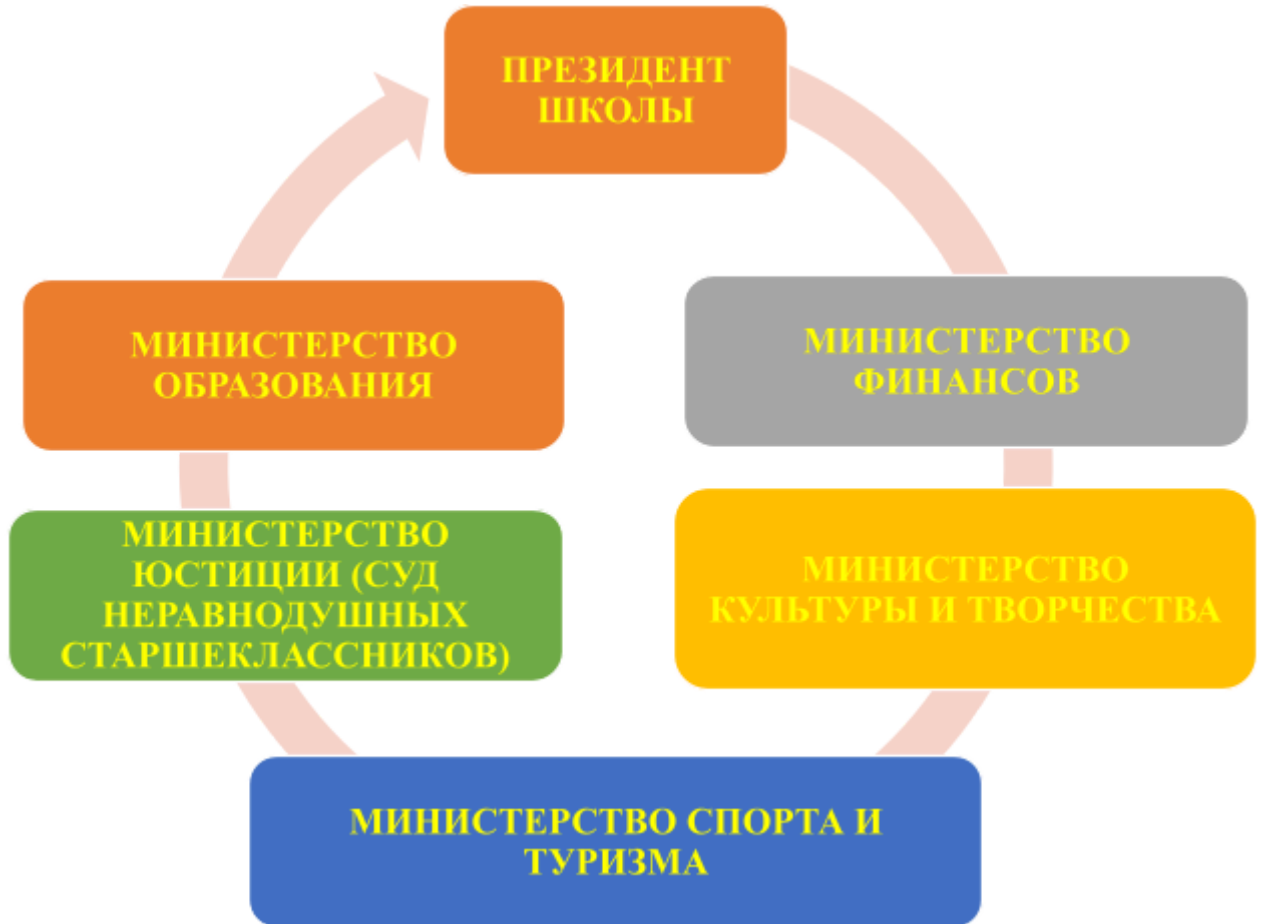 ПРЕЗИДЕНТ
ШКОЛЫ
МИНИСТЕРСТВО
ФИНАНСОВ
МИНИСТЕРСТВО
КУЛЬТУРЫ И ТВОРЧЕСТВА
МИНИСТЕРСТВО СПОРТА И
ТУРИЗМА
МИНИСТЕРСТВО
ЮСТИЦИИ (СУД
НЕРАВНОДУШНЫХ
СТАРШЕКЛАССНИКОВ)
МИНИСТЕРСТВО
ОБРАЗОВАНИЯ